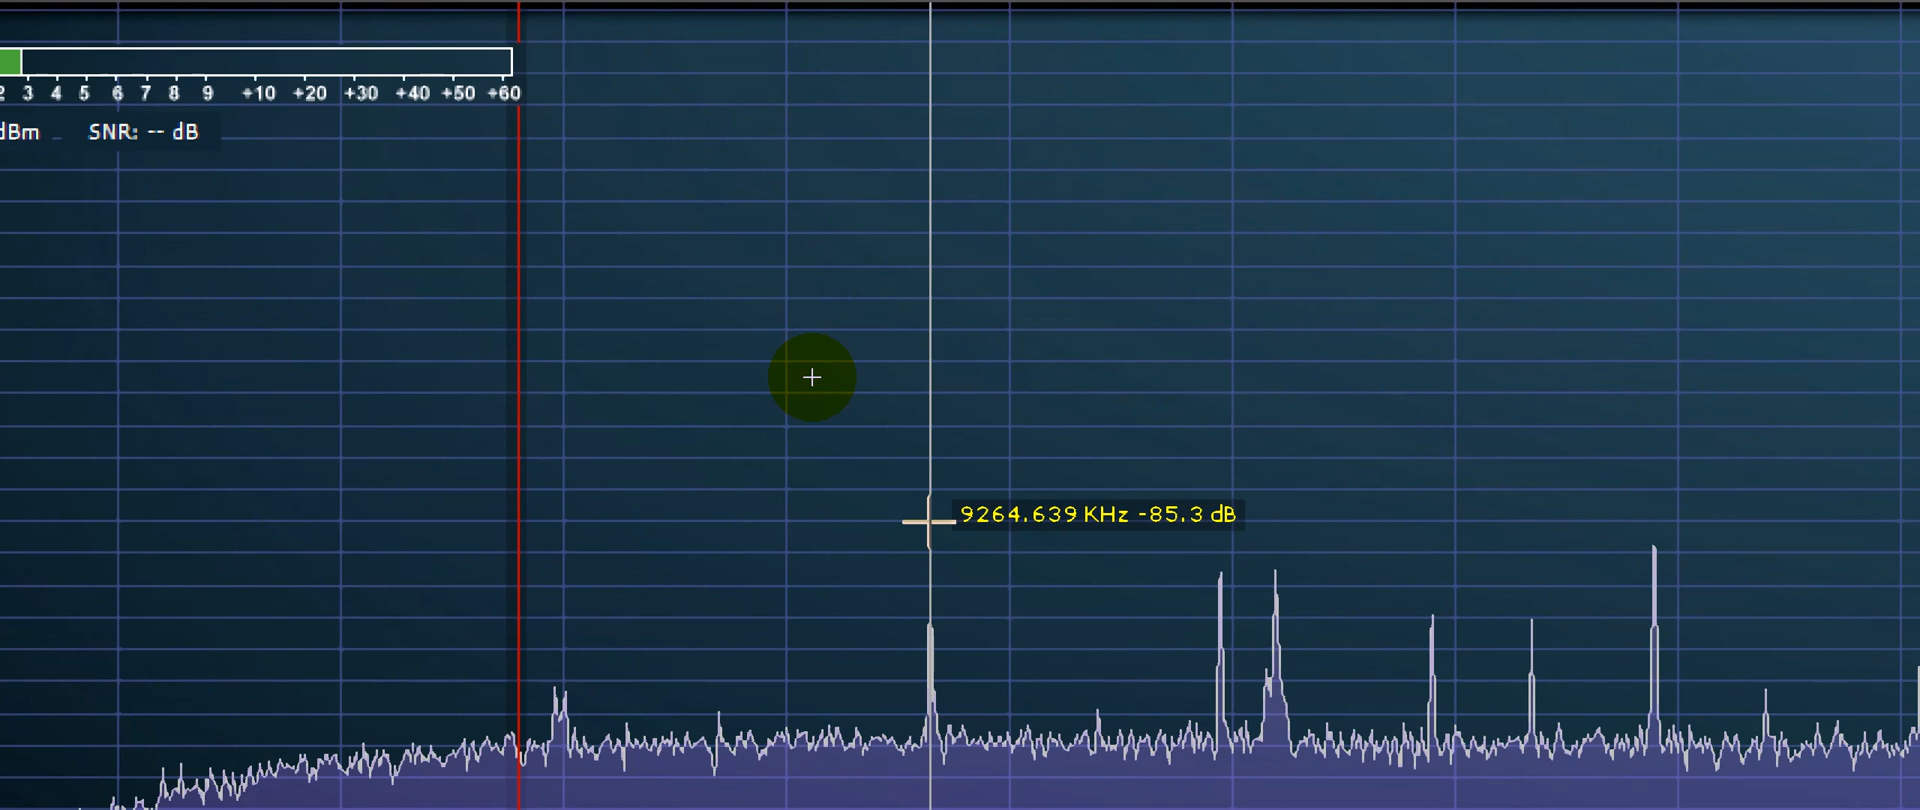 2 3 4 5 6 7 8 9 +10 +20 +30 +40 +50 +60
dBm - SNR: -- dB
9264.639 KHz -85.3 dB